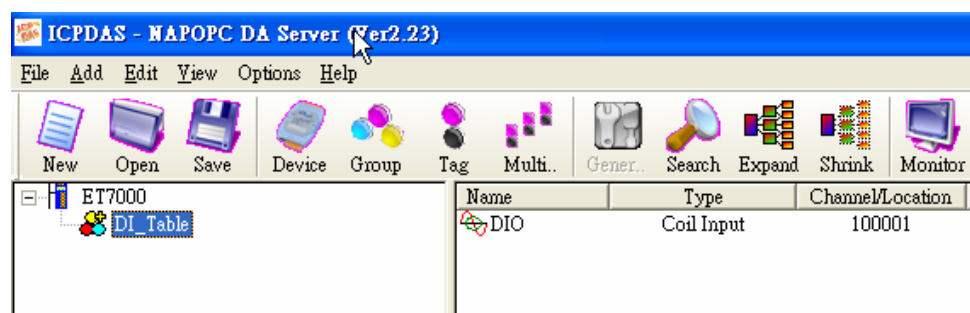 ICPDAS - NAPOPC DA Server (Ver2.23)
File Add Edit View Options Help
New Open Save Device Group Tag Multi.. Gener.. Search Expand Shrink Monitor
ET7000 Name Type Channel/Location
DI_Table DIO Coil Input 100001